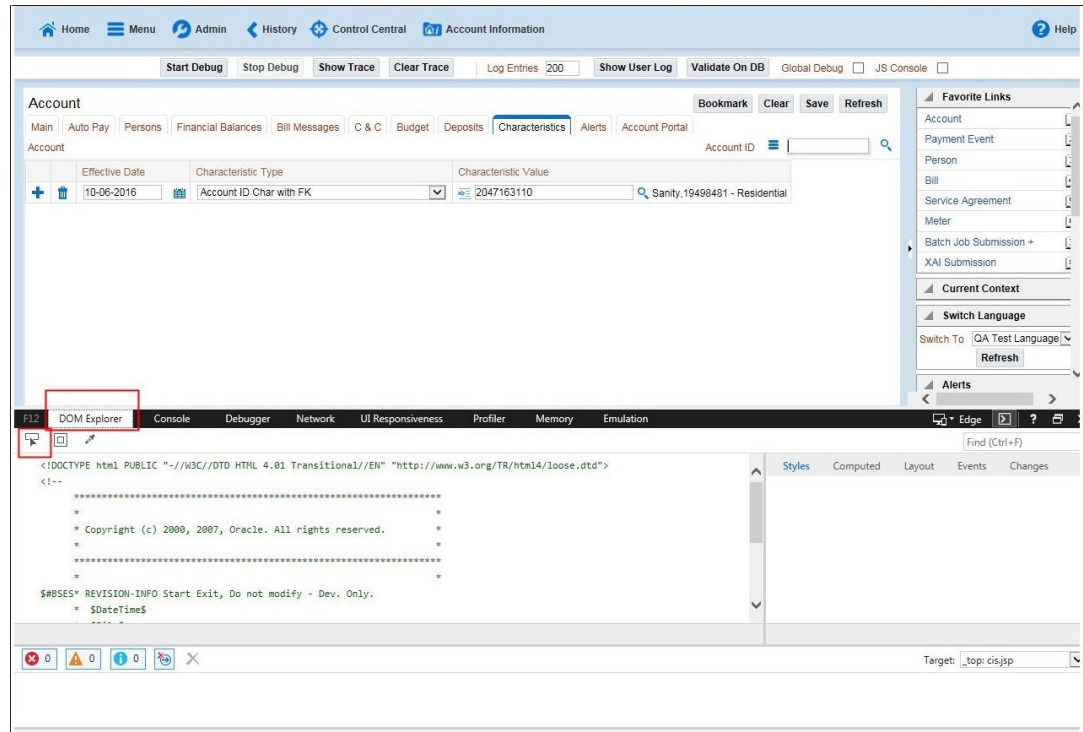 Home Menu Admin History Control Central Account Information Help
Start Debug Stop Debug Show Trace Clear Trace Log Entries 200 Show User Log Validate On DB Global Debug JS Console
Account Bookmark Clear Save Refresh
Main Auto Pay Persons Financial Balances Bill Messages C & C Budget Deposits Characteristics Alerts Account Portal
Account Account ID
Effective Date Characteristic Type Characteristic Value
10-06-2016 Account ID Char with FK 2047163110 Sanity,19498481 - Residential
Favorite Links
Account
Payment Event
Person
Bill
Service Agreement
Meter
Batch Job Submission +
XAI Submission
Current Context
Switch Language
Switch To QA Test Language
Refresh
Alerts
F12 DOM Explorer Console Debugger Network UI Responsiveness Profiler Memory Emulation Edge ?
Find (Ctrl+F)
Styles Computed Layout Events Changes
<!DOCTYPE html PUBLIC "-//W3C//DTD HTML 4.01 Transitional//EN" "http://www.w3.org/TR/html4/loose.dtd">
<!--
******************************************************************
* *
* Copyright (c) 2000, 2007, Oracle. All rights reserved. *
* *
******************************************************************
* *
$#BSES* REVISION-INFO Start Exit, Do not modify - Dev. Only.
* $DateTime$
0 0 0 Target: _top: cis.jsp